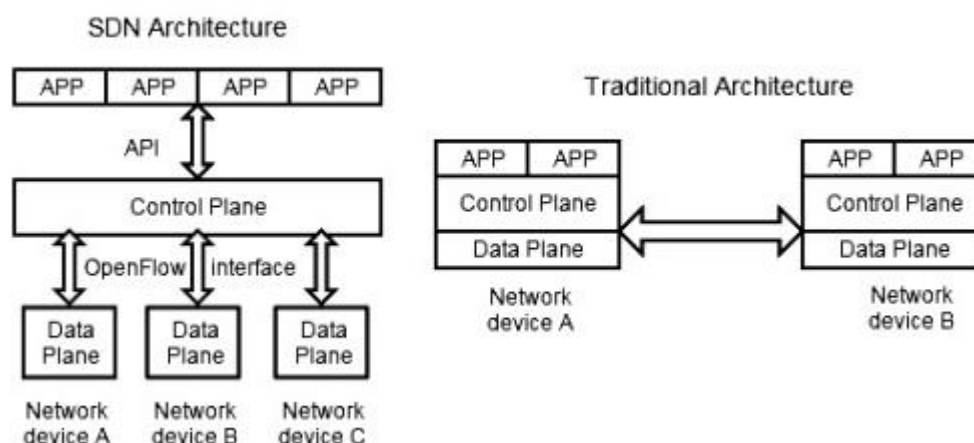 SDN Architecture
APP APP APP APP
API
Control Plane
OpenFlow interface
Data Plane
Data Plane
Data Plane
Network device A
Network device B
Network device C
Traditional Architecture
APP APP
Control Plane
Data Plane
Network device A
APP APP
Control Plane
Data Plane
Network device B